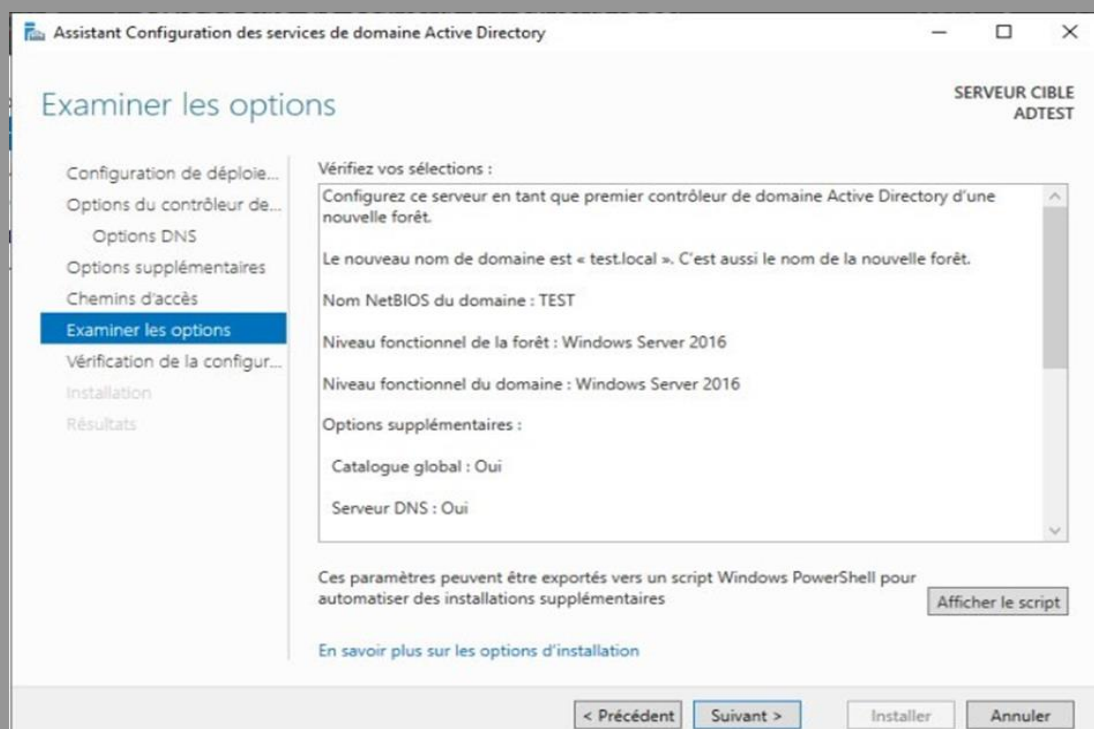 Assistant Configuration des services de domaine Active Directory
Examiner les options
SERVEUR CIBLE
ADTEST
Configuration de déploie...
Options du contrôleur de...
Options DNS
Options supplémentaires
Chemins d'accès
Examiner les options
Vérification de la configur...
Installation
Résultats
Vérifiez vos sélections :
Configurez ce serveur en tant que premier contrôleur de domaine Active Directory d'une
nouvelle forêt.
Le nouveau nom de domaine est « test.local ». C'est aussi le nom de la nouvelle forêt.
Nom NetBIOS du domaine : TEST
Niveau fonctionnel de la forêt : Windows Server 2016
Niveau fonctionnel du domaine : Windows Server 2016
Options supplémentaires :
Catalogue global : Oui
Serveur DNS : Oui
Ces paramètres peuvent être exportés vers un script Windows PowerShell pour
automatiser des installations supplémentaires
Afficher le script
En savoir plus sur les options d'installation
< Précédent
Suivant >
Installer
Annuler